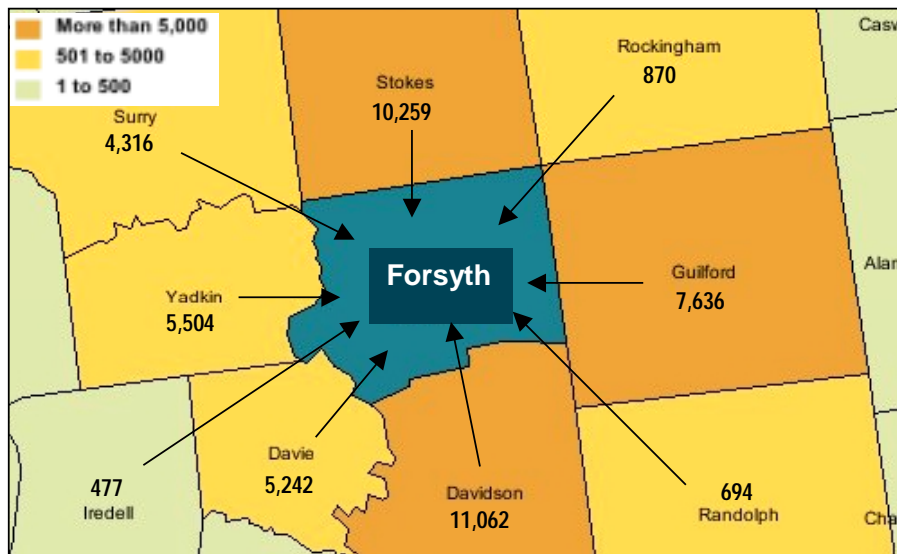 More than 5,000
501 to 5000
1 to 500
Surry
4,316
Stokes
10,259
Rockingham
870
Casw
Forsyth
Yadkin
5,504
Guilford
7,636
Alar
477
Iredell
Davie
5,242
Davidson
11,062
694
Randolph
Cha